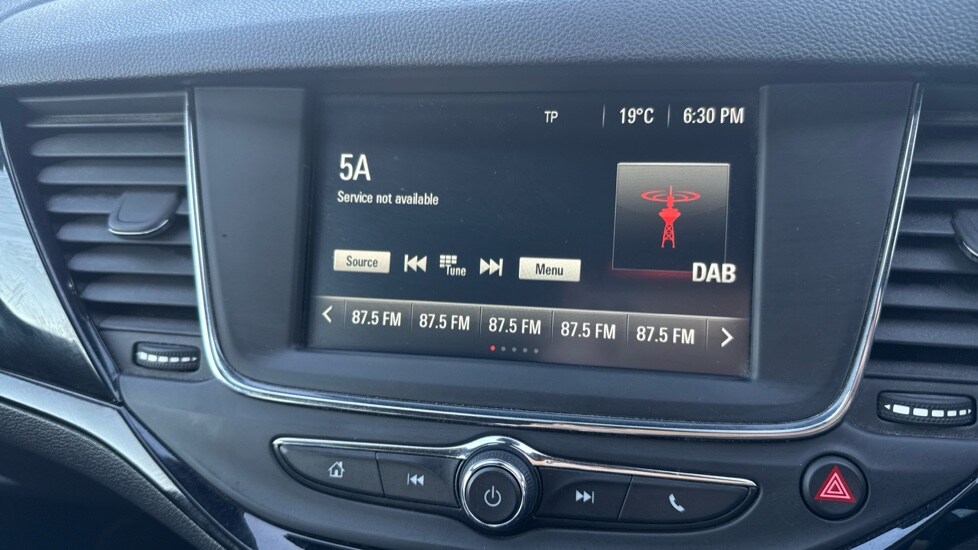 TP 19°C 6:30 PM
5A
Service not available
Source Tune Menu
DAB
87.5 FM 87.5 FM 87.5 FM 87.5 FM 87.5 FM